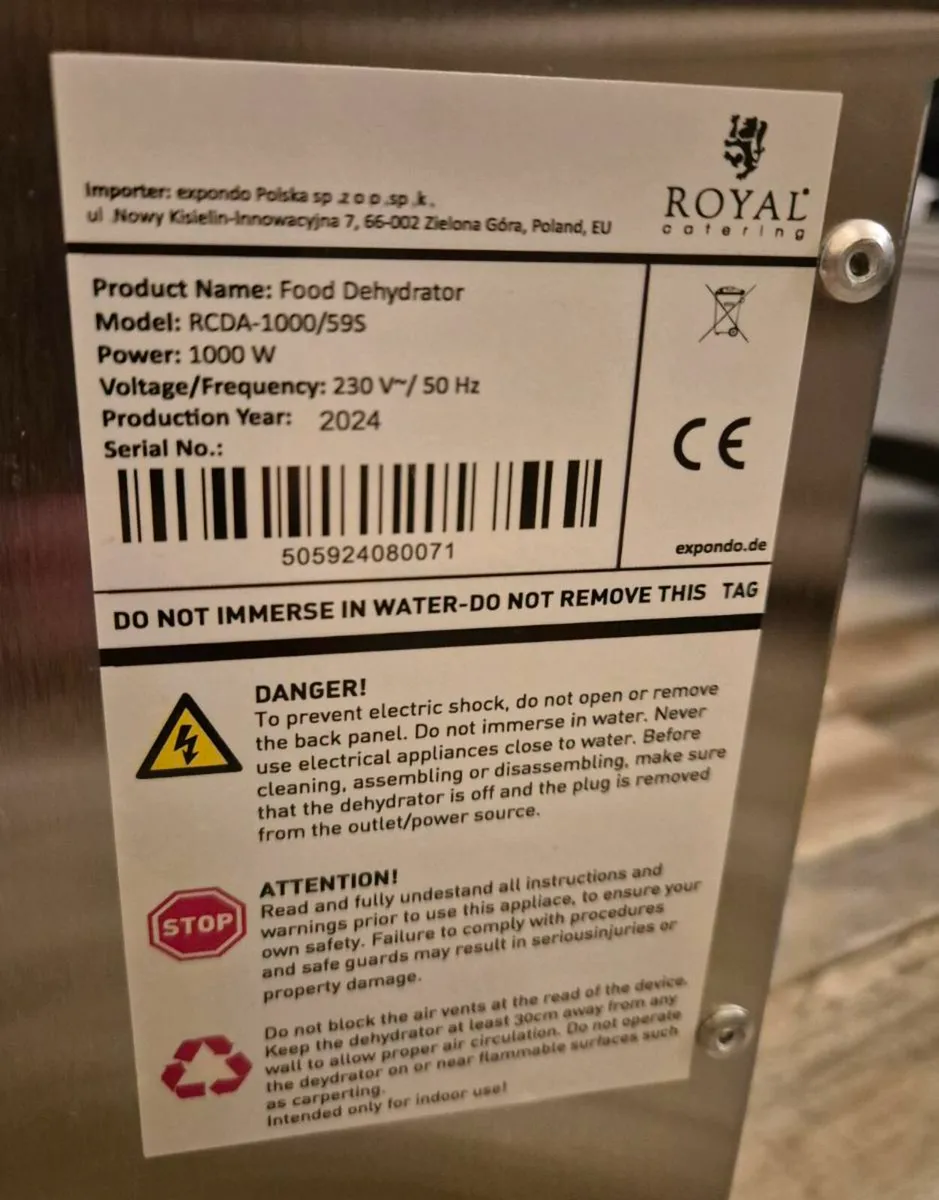 Importer: expondo Polska sp .z o o .sp .k .
ul .Nowy Kisielin-Innowacyjna 7, 66-002 Zielona Góra, Poland, EU
ROYAL
catering
Product Name: Food Dehydrator
Model: RCDA-1000/59S
Power: 1000 W
Voltage/Frequency: 230 V~/ 50 Hz
Production Year: 2024
Serial No.:
505924080071
CE
expondo.de
DO NOT IMMERSE IN WATER-DO NOT REMOVE THIS TAG
DANGER!
To prevent electric shock, do not open or remove
the back panel. Do not immerse in water. Never
use electrical appliances close to water. Before
cleaning, assembling or disassembling, make sure
that the dehydrator is off and the plug is removed
from the outlet/power source.
STOP
ATTENTION!
Read and fully undestand all instructions and
warnings prior to use this appliace, to ensure your
own safety. Failure to comply with procedures
and safe guards may result in seriousinjuries or
property damage.
Do not block the air vents at the read of the device.
Keep the dehydrator at least 30cm away from any
wall to allow proper air circulation. Do not operate
the deydrator on or near flammable surfaces such
as carperting.
Intended only for indoor use!